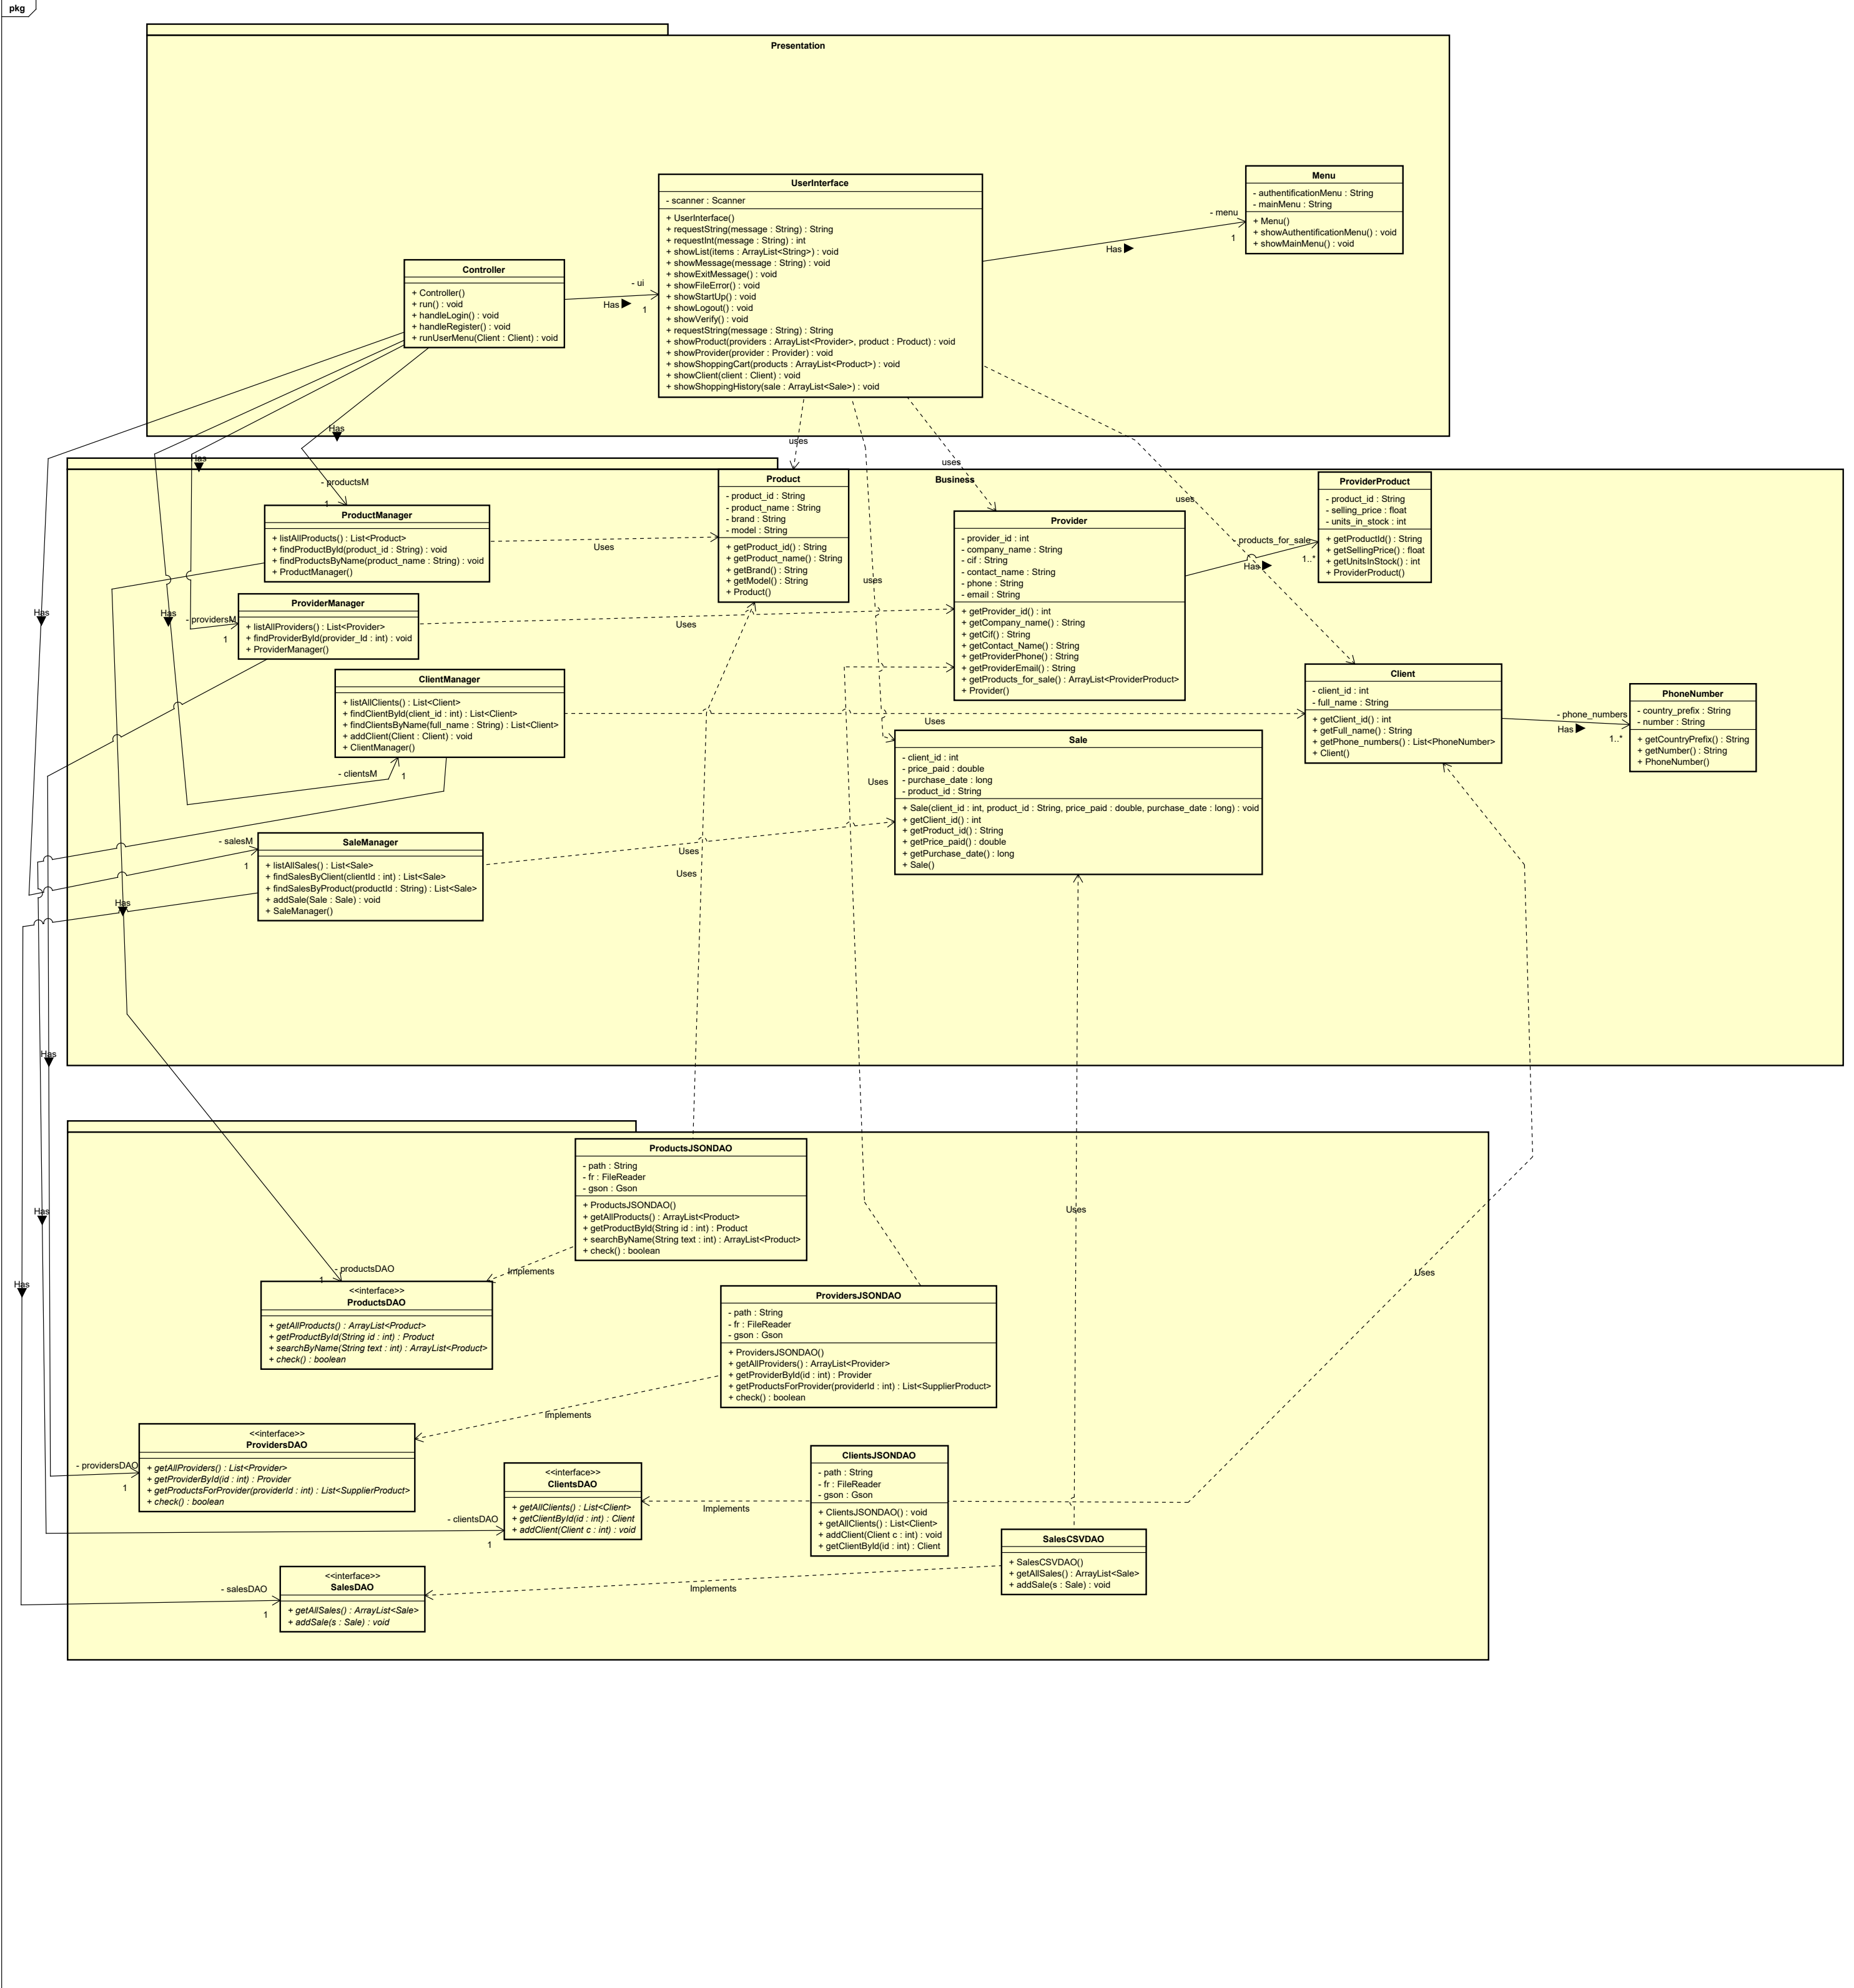 pkg
Presentation
UserInterface
- scanner : Scanner
+ UserInterface()
+ requestString(message : String) : String
+ requestInt(message : String) : int
+ showList(items : ArrayList<String>) : void
+ showMessage(message : String) : void
+ showExitMessage() : void
+ showFileError() : void
+ showStartUp() : void
+ showLogout() : void
+ showVerify() : void
+ requestString(message : String) : String
+ showProduct(providers : ArrayList<Provider>, product : Product) : void
+ showProvider(provider : Provider) : void
+ showShoppingCart(products : ArrayList<Product>) : void
+ showClient(client : Client) : void
+ showShoppingHistory(sale : ArrayList<Sale>) : void
Menu
- authentificationMenu : String
- mainMenu : String
+ Menu()
+ showAuthentificationMenu() : void
+ showMainMenu() : void
- menu
1
Has
Controller
+ Controller()
+ run() : void
+ handleLogin() : void
+ handleRegister() : void
+ runUserMenu(Client : Client) : void
- ui
Has
1
Has
uses
Has
uses
uses
uses
Business
- productsM
1
ProductManager
+ listAllProducts() : List<Product>
+ findProductById(product_id : String) : void
+ findProductsByName(product_name : String) : void
+ ProductManager()
Uses
Product
- product_id : String
- product_name : String
- brand : String
- model : String
+ getProduct_id() : String
+ getProduct_name() : String
+ getBrand() : String
+ getModel() : String
+ Product()
Provider
- provider_id : int
- company_name : String
- cif : String
- contact_name : String
- phone : String
- email : String
+ getProvider_id() : int
+ getCompany_name() : String
+ getCif() : String
+ getContact_Name() : String
+ getProviderPhone() : String
+ getProviderEmail() : String
+ getProducts_for_sale() : ArrayList<ProviderProduct>
+ Provider()
- products_for_sale
1..*
Has
ProviderProduct
- product_id : String
- selling_price : float
- units_in_stock : int
+ getProductId() : String
+ getSellingPrice() : float
+ getUnitsInStock() : int
+ ProviderProduct()
Has
Has
- providersM
1
ProviderManager
+ listAllProviders() : List<Provider>
+ findProviderById(provider_Id : int) : void
+ ProviderManager()
Uses
ClientManager
+ listAllClients() : List<Client>
+ findClientById(client_id : int) : List<Client>
+ findClientsByName(full_name : String) : List<Client>
+ addClient(Client : Client) : void
+ ClientManager()
- clientsM
1
Uses
Client
- client_id : int
- full_name : String
+ getClient_id() : int
+ getFull_name() : String
+ getPhone_numbers() : List<PhoneNumber>
+ Client()
- phone_numbers
Has
1..*
PhoneNumber
- country_prefix : String
- number : String
+ getCountryPrefix() : String
+ getNumber() : String
+ PhoneNumber()
Sale
- client_id : int
- price_paid : double
- purchase_date : long
- product_id : String
+ Sale(client_id : int, product_id : String, price_paid : double, purchase_date : long) : void
+ getClient_id() : int
+ getProduct_id() : String
+ getPrice_paid() : double
+ getPurchase_date() : long
+ Sale()
Uses
- salesM
1
SaleManager
+ listAllSales() : List<Sale>
+ findSalesByClient(clientId : int) : List<Sale>
+ findSalesByProduct(productId : String) : List<Sale>
+ addSale(Sale : Sale) : void
+ SaleManager()
Uses
Uses
Has
Has
ProductsJSONDAO
- path : String
- fr : FileReader
- gson : Gson
+ ProductsJSONDAO()
+ getAllProducts() : ArrayList<Product>
+ getProductById(String id : int) : Product
+ searchByName(String text : int) : ArrayList<Product>
+ check() : boolean
Uses
Has
Has
Uses
- productsDAO
1
Implements
<<interface>>
ProductsDAO
+ getAllProducts() : ArrayList<Product>
+ getProductById(String id : int) : Product
+ searchByName(String text : int) : ArrayList<Product>
+ check() : boolean
ProvidersJSONDAO
- path : String
- fr : FileReader
- gson : Gson
+ ProvidersJSONDAO()
+ getAllProviders() : ArrayList<Provider>
+ getProviderById(id : int) : Provider
+ getProductsForProvider(providerId : int) : List<SupplierProduct>
+ check() : boolean
Implements
- providersDAO
1
<<interface>>
ProvidersDAO
+ getAllProviders() : List<Provider>
+ getProviderById(id : int) : Provider
+ getProductsForProvider(providerId : int) : List<SupplierProduct>
+ check() : boolean
<<interface>>
ClientsDAO
+ getAllClients() : List<Client>
+ getClientById(id : int) : Client
+ addClient(Client c : int) : void
- clientsDAO
1
Implements
ClientsJSONDAO
- path : String
- fr : FileReader
- gson : Gson
+ ClientsJSONDAO() : void
+ getAllClients() : List<Client>
+ addClient(Client c : int) : void
+ getClientById(id : int) : Client
SalesCSVDAO
+ SalesCSVDAO()
+ getAllSales() : ArrayList<Sale>
+ addSale(s : Sale) : void
Implements
- salesDAO
1
<<interface>>
SalesDAO
+ getAllSales() : ArrayList<Sale>
+ addSale(s : Sale) : void